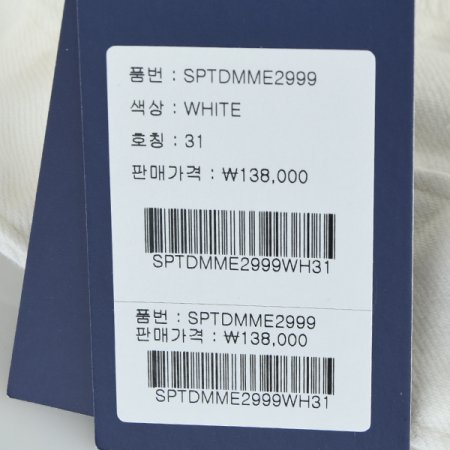 품번 : SPTDMME2999
색상 : WHITE
호칭 : 31
판매가격 : ₩138,000
SPTDMME2999WH31
품번 : SPTDMME2999
판매가격 : ₩138,000
SPTDMME2999WH31